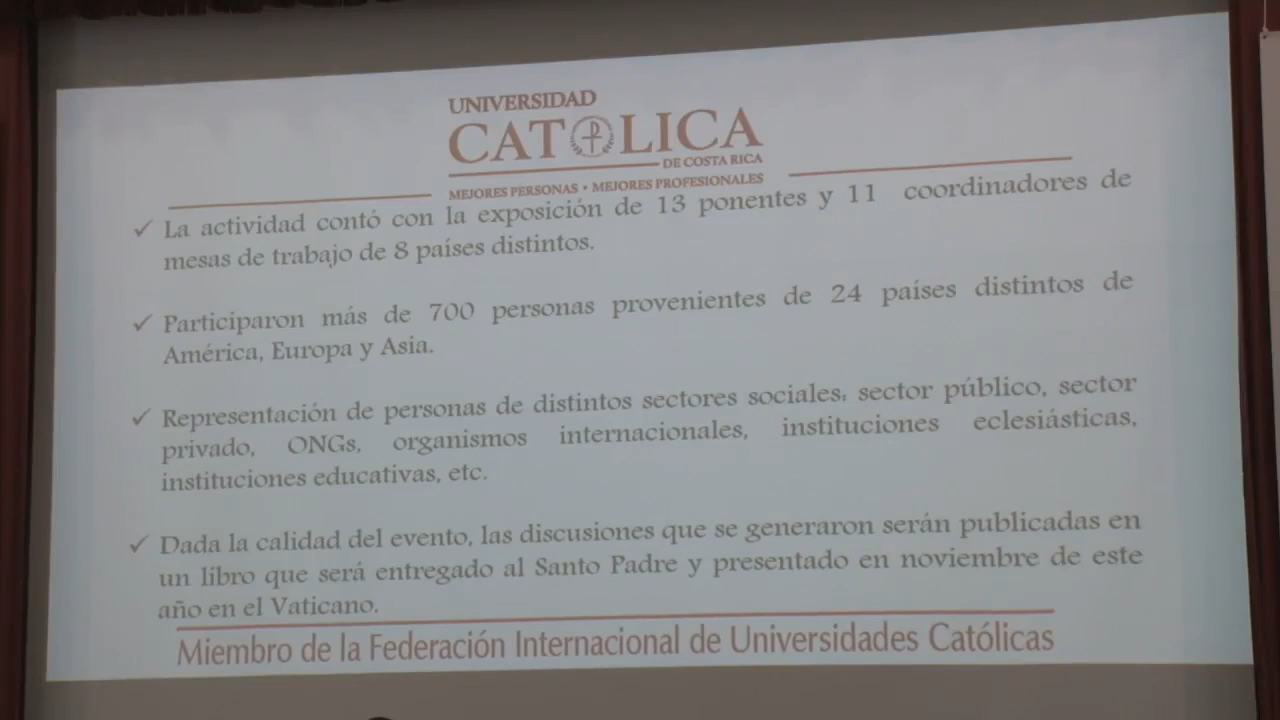 UNIVERSIDAD
CATÓLICA
DE COSTA RICA
MEJORES PERSONAS • MEJORES PROFESIONALES
✓ La actividad contó con la exposición de 13 ponentes y 11 coordinadores de
mesas de trabajo de 8 países distintos.
✓ Participaron más de 700 personas provenientes de 24 países distintos de
América, Europa y Asia.
✓ Representación de personas de distintos sectores sociales: sector público, sector
privado, ONGs, organismos internacionales, instituciones eclesiásticas,
instituciones educativas, etc.
✓ Dada la calidad del evento, las discusiones que se generaron serán publicadas en
un libro que será entregado al Santo Padre y presentado en noviembre de este
año en el Vaticano.
Miembro de la Federación Internacional de Universidades Católicas